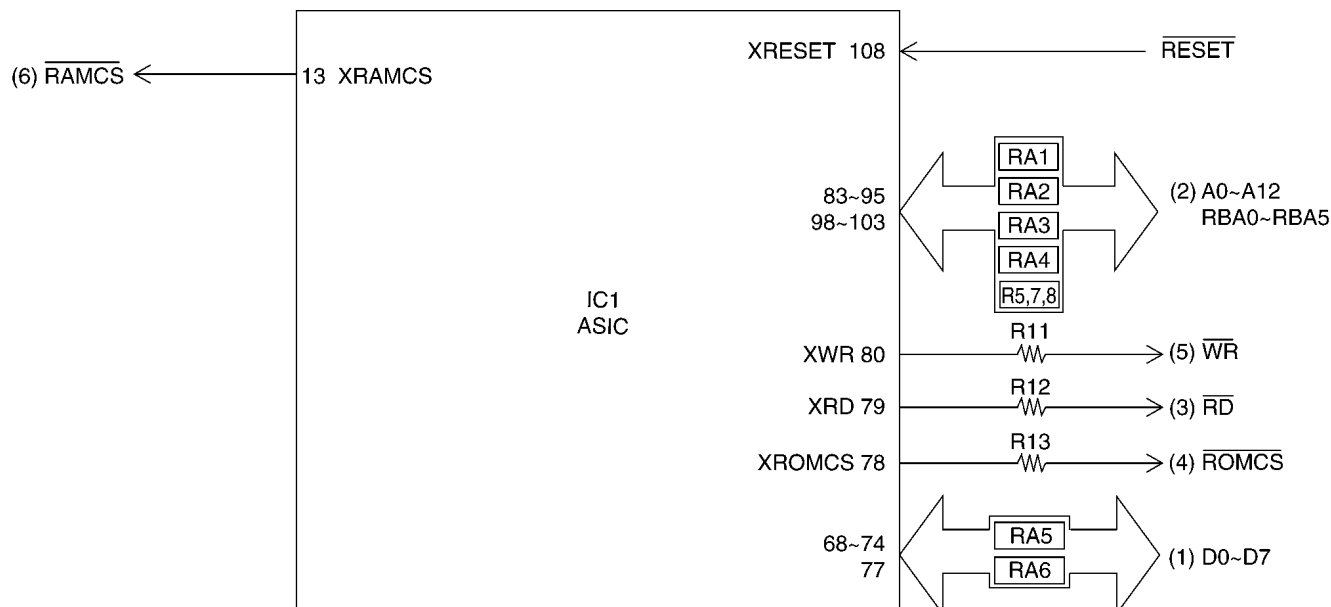 XRESET 108
RESET
(6) RAMCS
13 XRAMCS
RA1
RA2
RA3
RA4
R5,7,8
83~95
98~103
(2) A0~A12
RBA0~RBA5
IC1
ASIC
R11
XWR 80
(5) WR
R12
XRD 79
(3) RD
R13
XROMCS 78
(4) ROMCS
68~74
77
RA5
RA6
(1) D0~D7